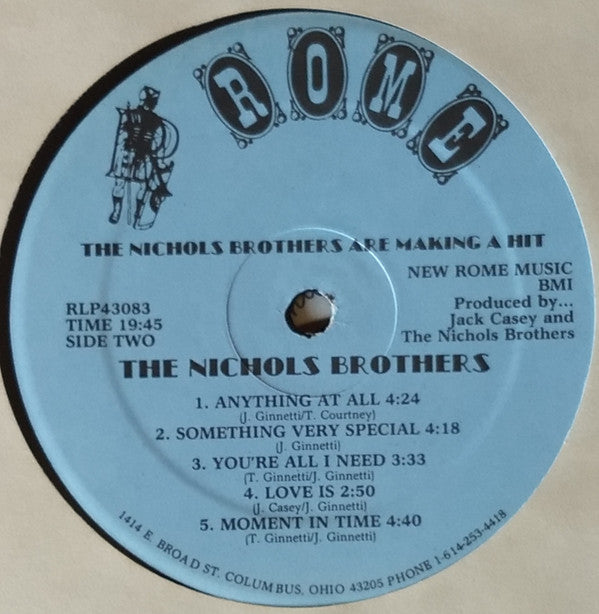 ROME
THE NICHOLS BROTHERS ARE MAKING A HIT
RLP43083
TIME 19:45
SIDE TWO
NEW ROME MUSIC
BMI
Produced by...
Jack Casey and
The Nichols Brothers
THE NICHOLS BROTHERS
1. ANYTHING AT ALL 4:24
(J. Ginnetti/T. Courtney)
2. SOMETHING VERY SPECIAL 4:18
(J. Ginnetti)
3. YOU'RE ALL I NEED 3:33
(T. Ginnetti/J. Ginnetti)
4. LOVE IS 2:50
(J. Casey/J. Ginnetti)
5. MOMENT IN TIME 4:40
(T. Ginnetti/J. Ginnetti)
1414 E. BROAD ST. COLUMBUS, OHIO 43205 PHONE 1-614-253-4418